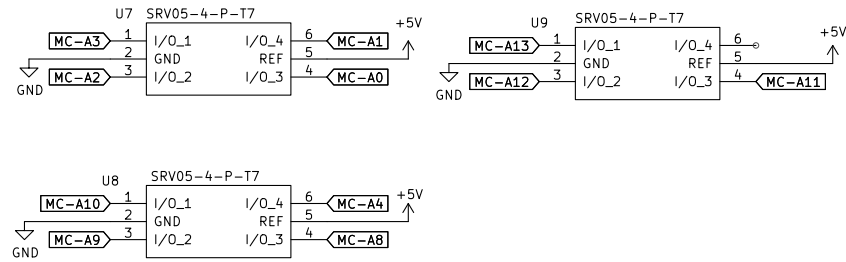 U7 SRV05-4-P-T7
+5V
MC-A3 1 I/O_1 I/O_4 6 MC-A1
2 GND REF 5
MC-A2 3 I/O_2 I/O_3 4 MC-A0
GND
U9 SRV05-4-P-T7
+5V
MC-A13 1 I/O_1 I/O_4 6
2 GND REF 5
MC-A12 3 I/O_2 I/O_3 4 MC-A11
GND
U8 SRV05-4-P-T7
+5V
MC-A10 1 I/O_1 I/O_4 6 MC-A4
2 GND REF 5
MC-A9 3 I/O_2 I/O_3 4 MC-A8
GND